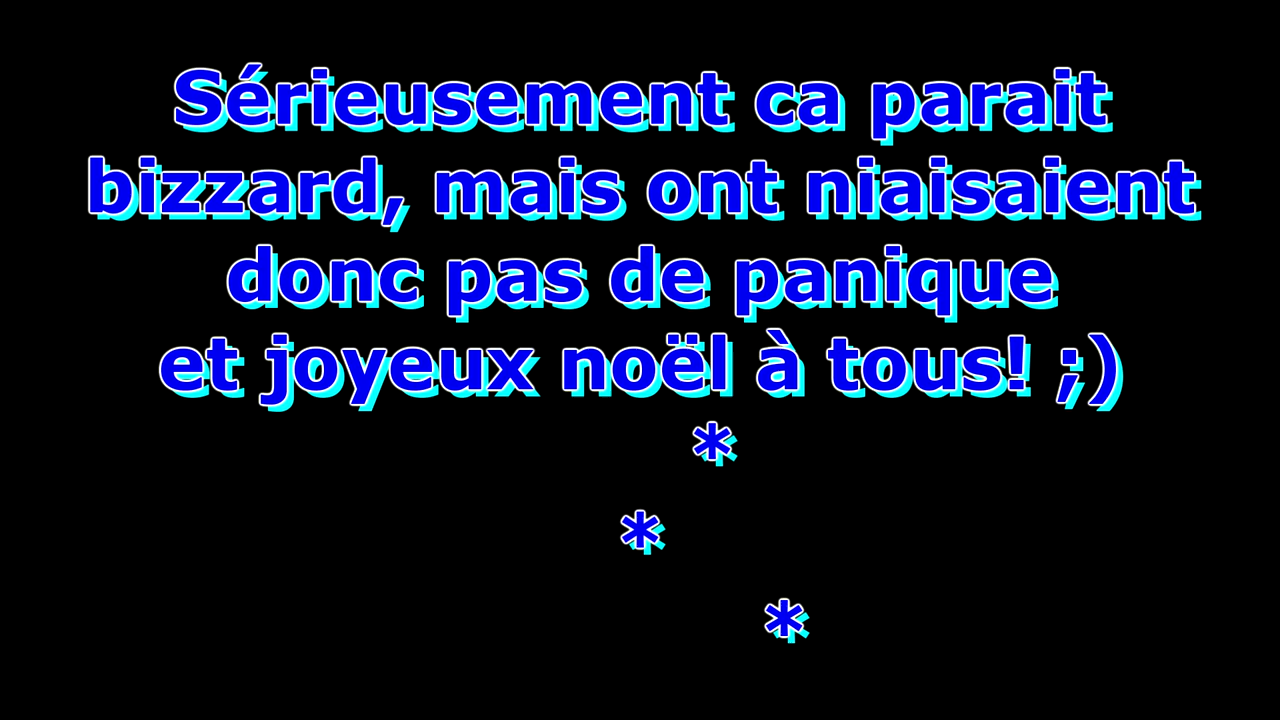 Sérieusement ca parait
bizzard, mais ont niaisaient
donc pas de panique
et joyeux noël à tous! ;)
*
*
*